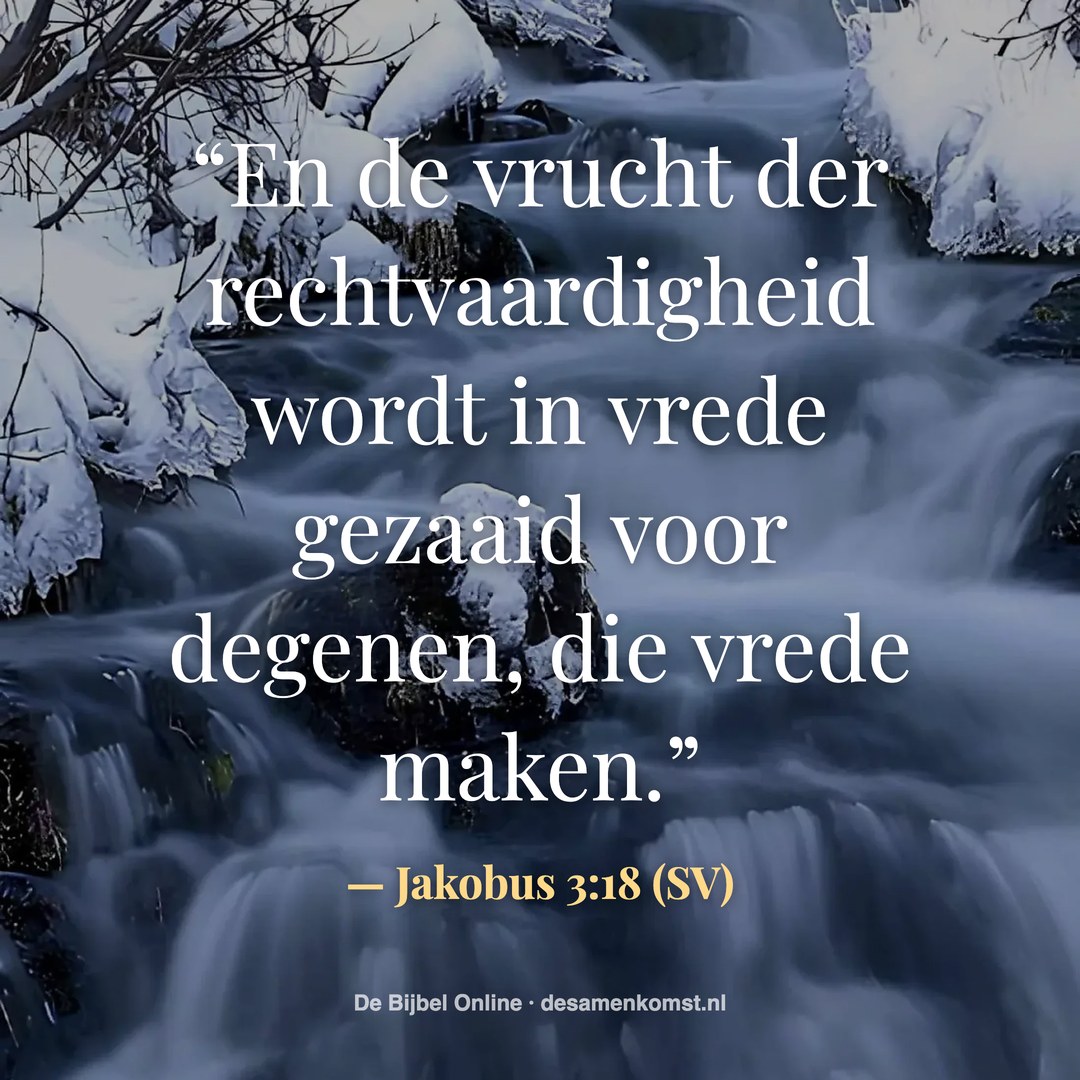 “En de vrucht der
rechtvaardigheid
wordt in vrede
gezaaid voor
degenen, die vrede
maken.”
— Jakobus 3:18 (SV)
De Bijbel Online · desamenkomst.nl